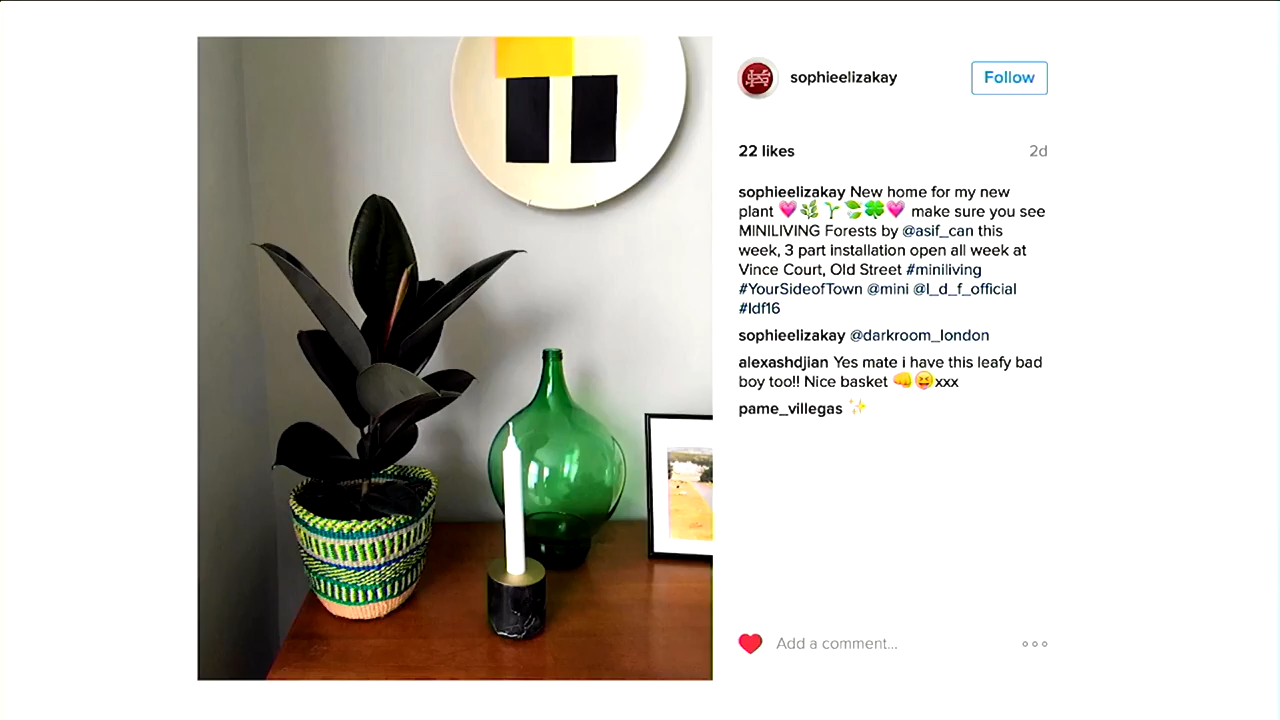 sophieelizakay
Follow
22 likes
2d
sophieelizakay New home for my new
plant 💗🌿🌱🍃🍀💗 make sure you see
MINILIVING Forests by @asif_can this
week, 3 part installation open all week at
Vince Court, Old Street #miniliving
#YourSideofTown @mini @l_d_f_official
#ldf16
sophieelizakay @darkroom_london
alexashdjian Yes mate i have this leafy bad
boy too!! Nice basket 👊😝xxx
pame_villegas ✨
Add a comment...